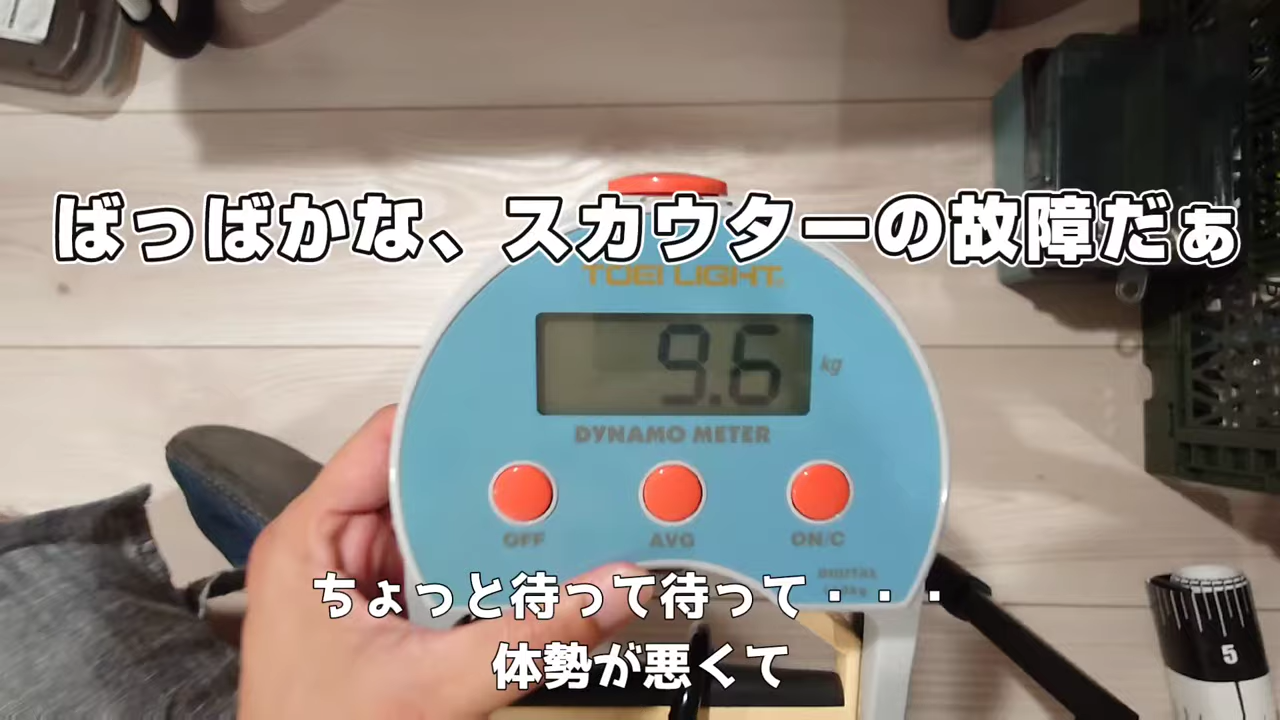 ばっばかな、スカウターの故障だぁ
TOEI LIGHT
9.6 kg
DYNAMO METER
OFF AVG ON/C
DIGITAL
ちょっと待って待って・・・
体勢が悪くて
5